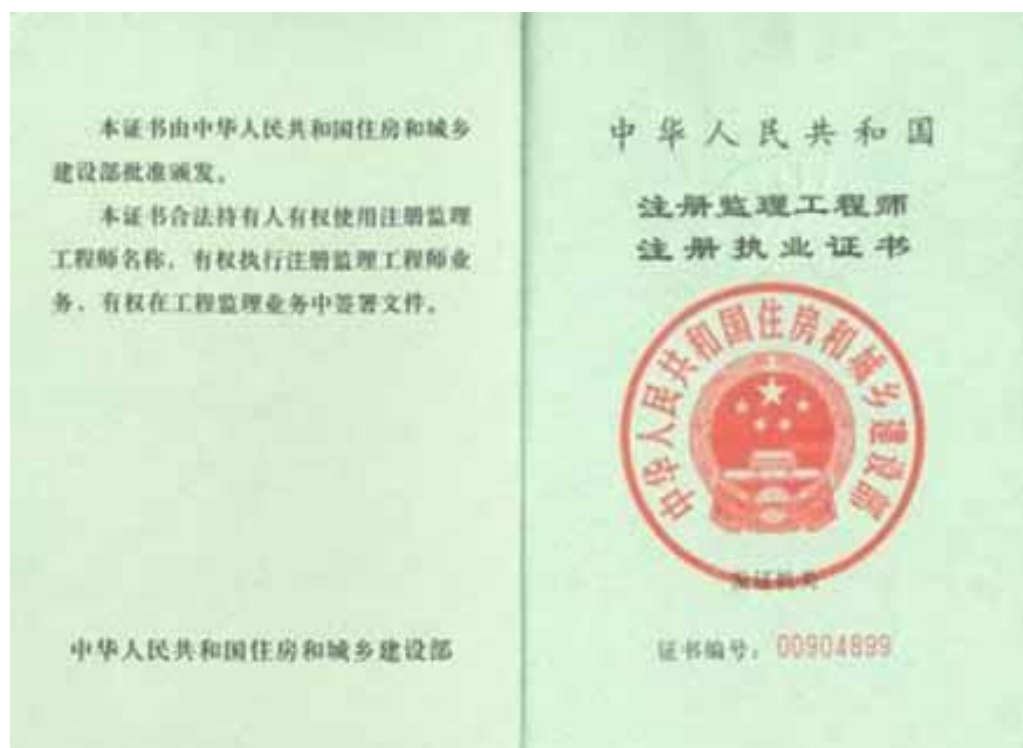 本证书由中华人民共和国住房和城乡
建设部批准颁发。
本证书合法持有人有权使用注册监理
工程师名称，有权执行注册监理工程师业
务，有权在工程监理业务中签署文件。
中华人民共和国住房和城乡建设部
中华人民共和国
注册监理工程师
注册执业证书
中华人民共和国住房和城乡建设部
发证机关
证书编号：00904899